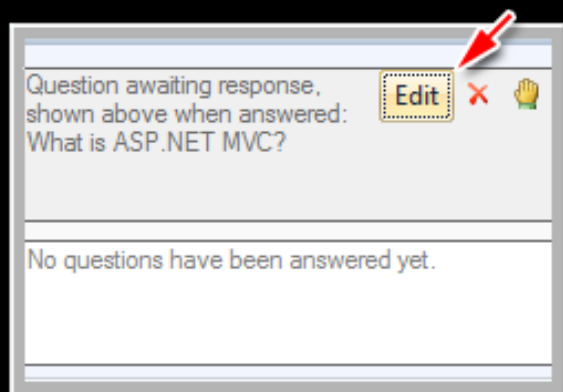 Question awaiting response,
shown above when answered:
What is ASP.NET MVC?
Edit
No questions have been answered yet.